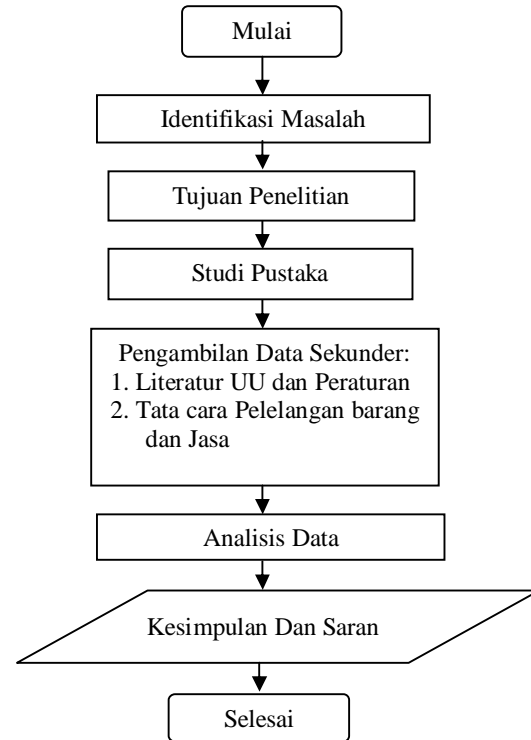 Mulai
Identifikasi Masalah
Tujuan Penelitian
Studi Pustaka
Pengambilan Data Sekunder:
1. Literatur UU dan Peraturan
2. Tata cara Pelelangan barang
dan Jasa
Analisis Data
Kesimpulan Dan Saran
Selesai